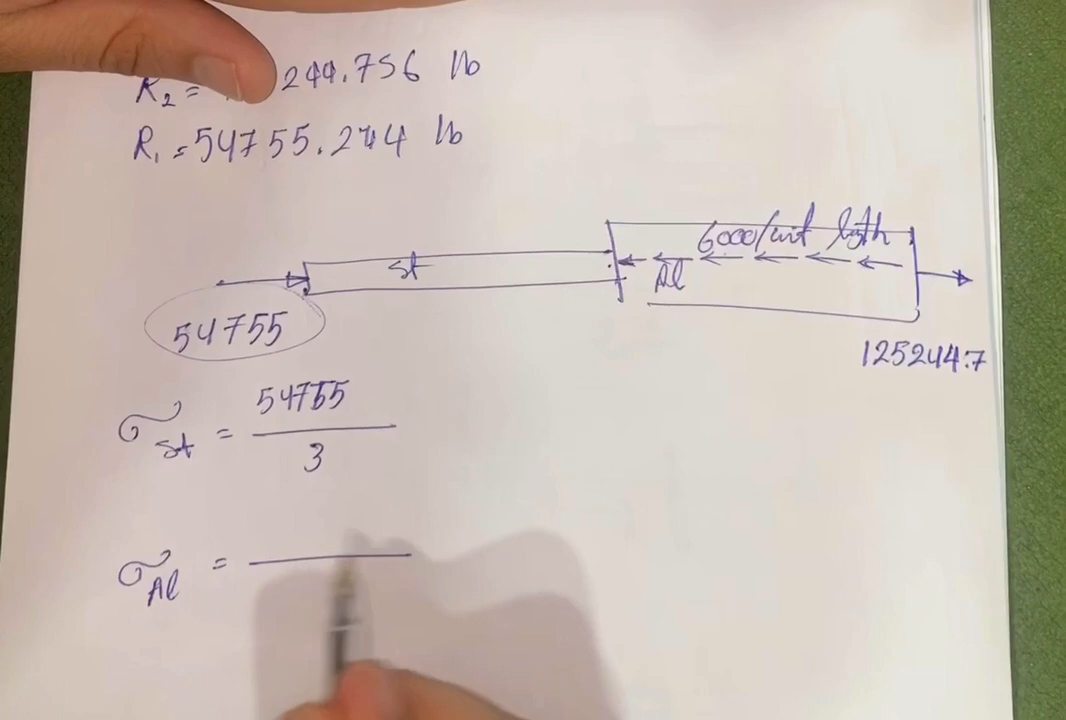 R₂ = 244.756 lb
R₁ = 54755.244 lb
6000/unit length
st
Al
54755
125244.7
σst = 54755
3
σAl =